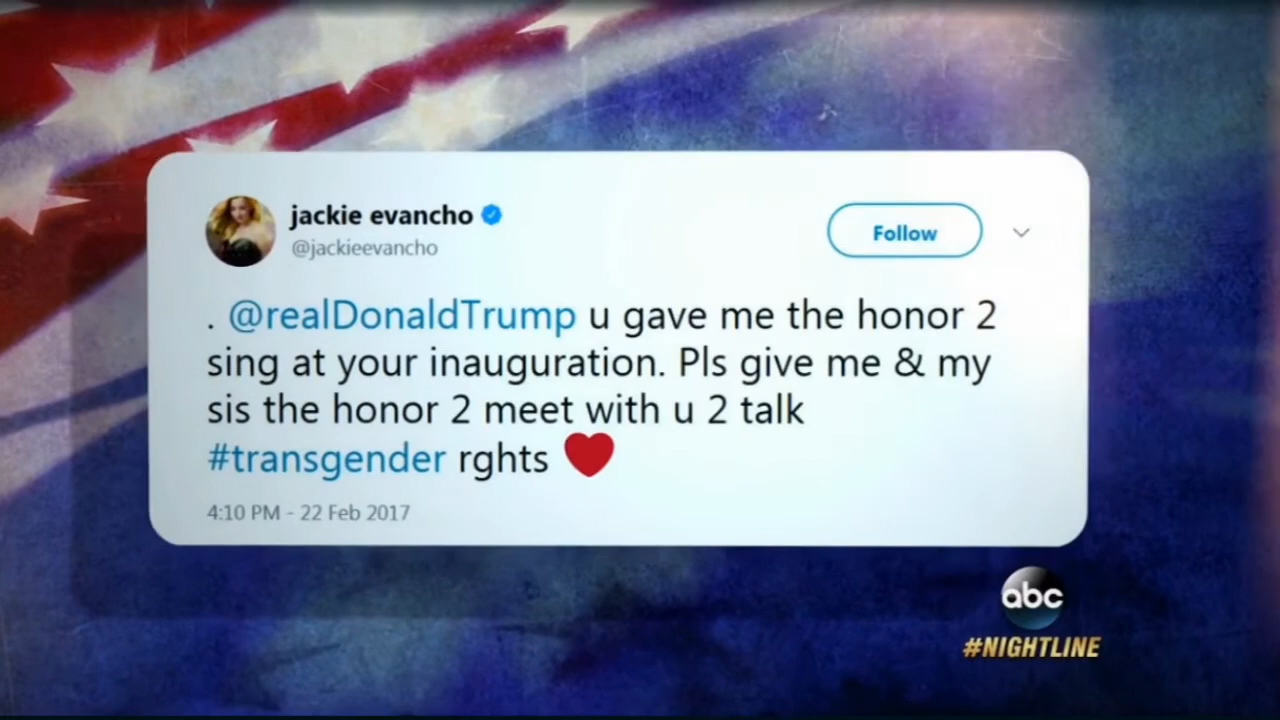 jackie evancho
@jackieevancho
Follow
. @realDonaldTrump u gave me the honor 2
sing at your inauguration. Pls give me & my
sis the honor 2 meet with u 2 talk
#transgender rghts ❤
4:10 PM - 22 Feb 2017
abc
#NIGHTLINE